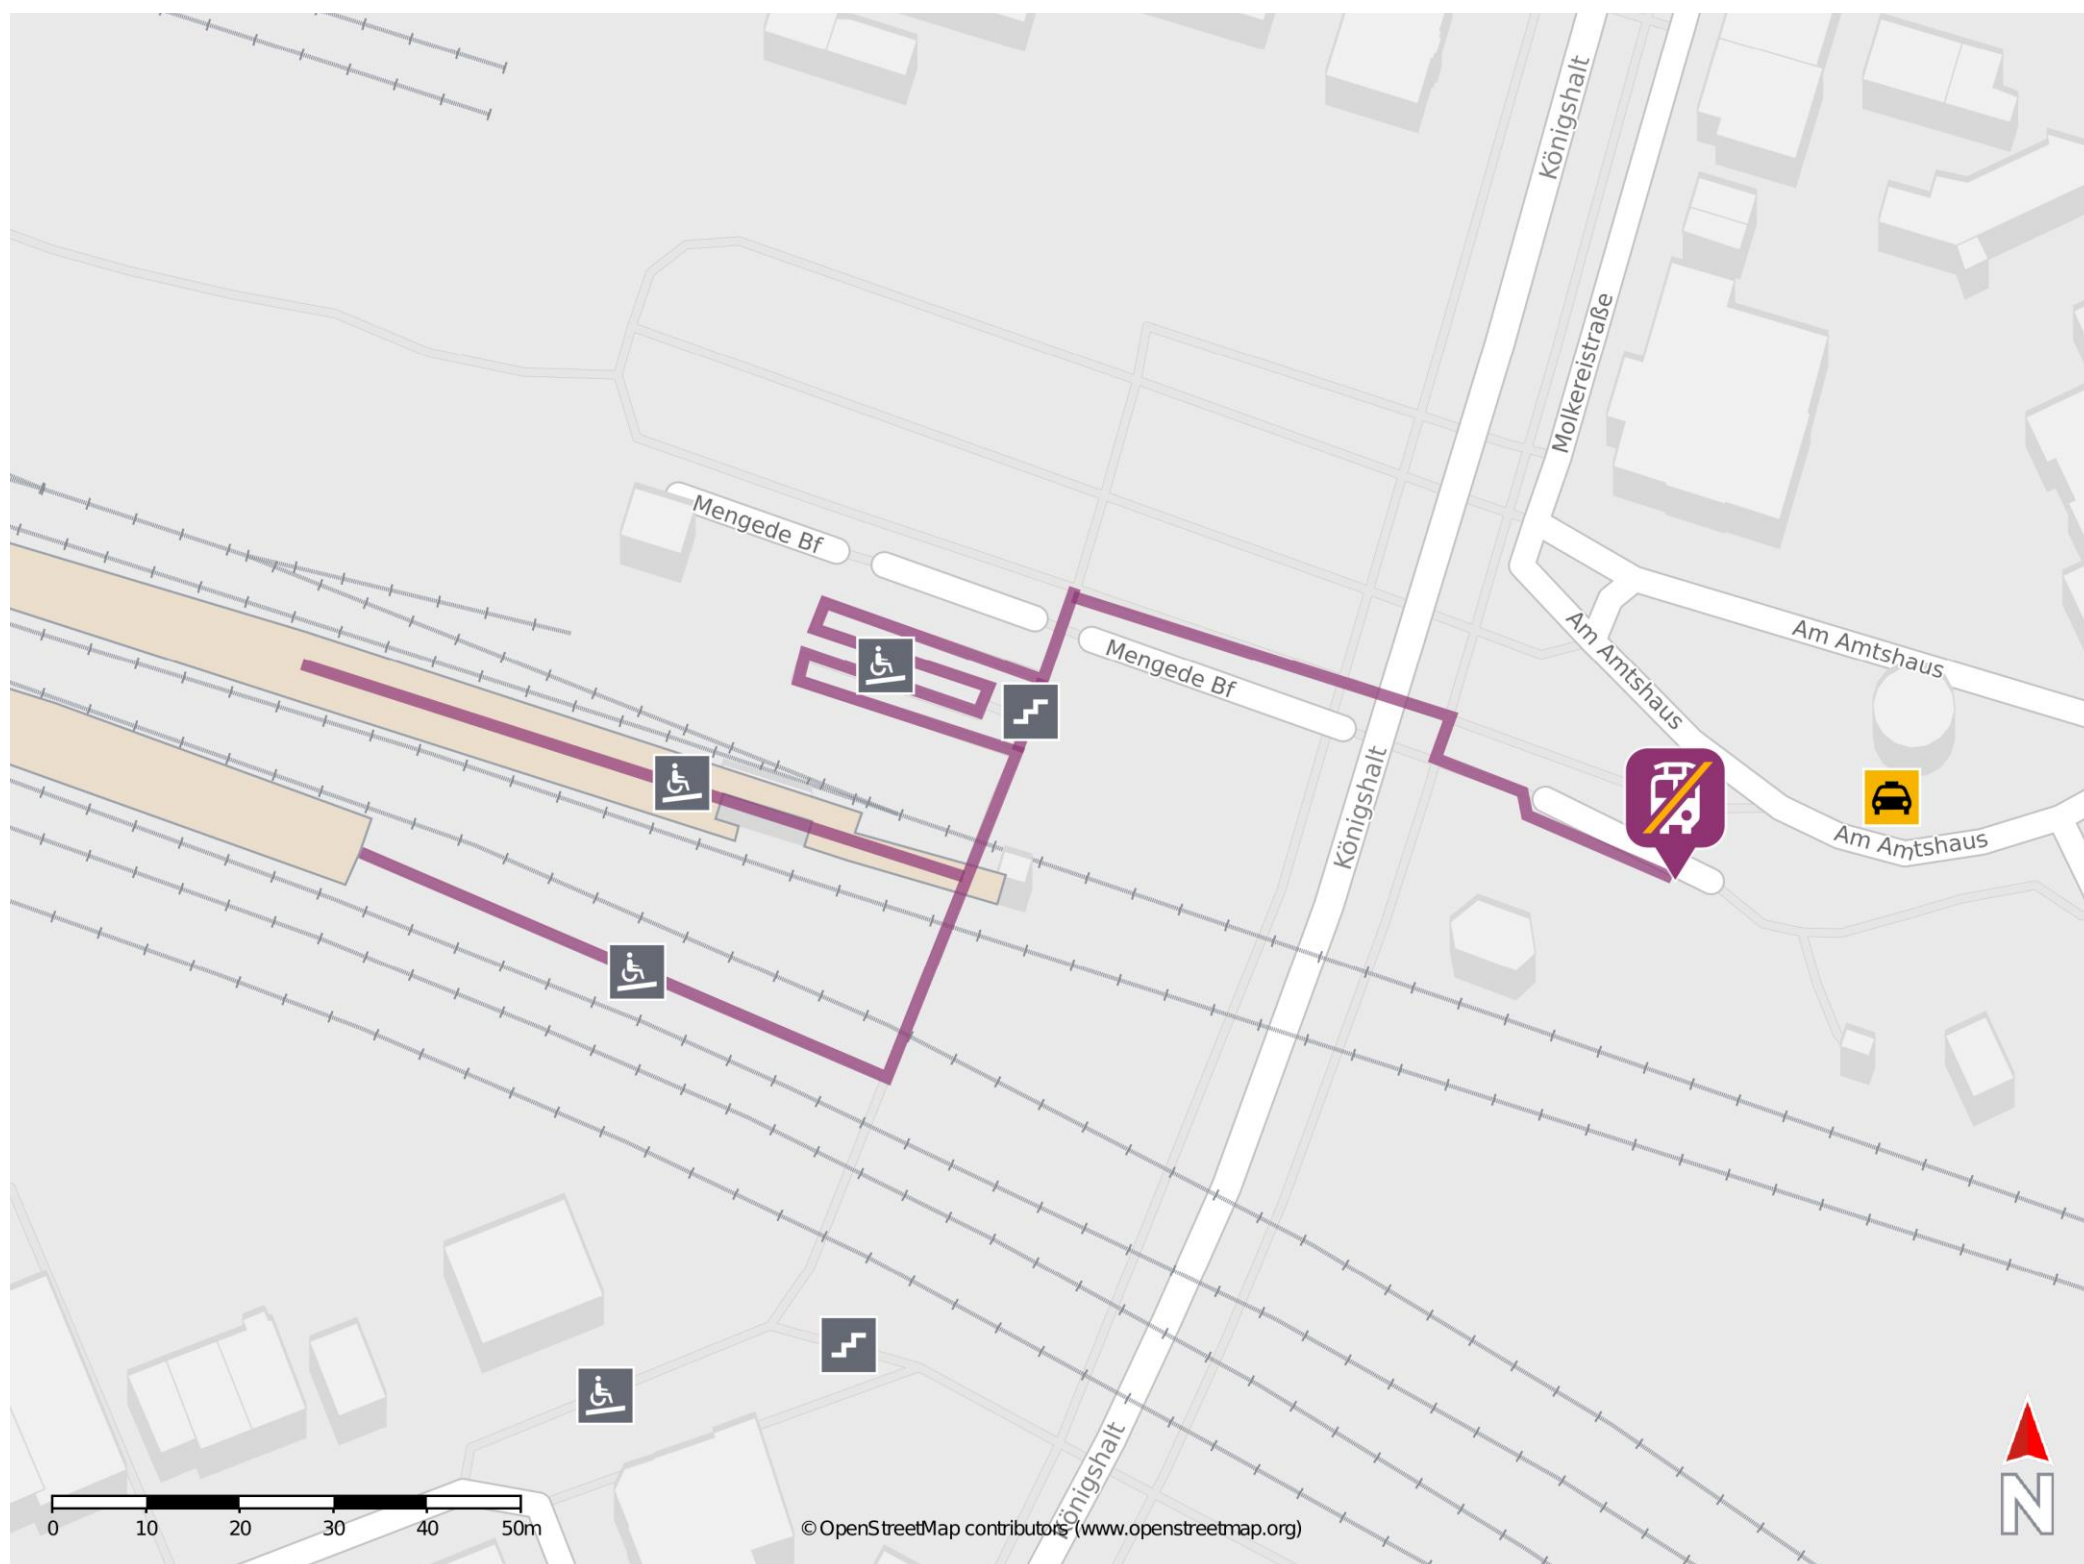 Königshalt
Molkereistraße
Mengede Bf
Am Amtshaus
Am Amtshaus
Mengede Bf
Königshalt
Am Amtshaus
Königshalt
0 10 20 30 40 50m
© OpenStreetMap contributors (www.openstreetmap.org)
N